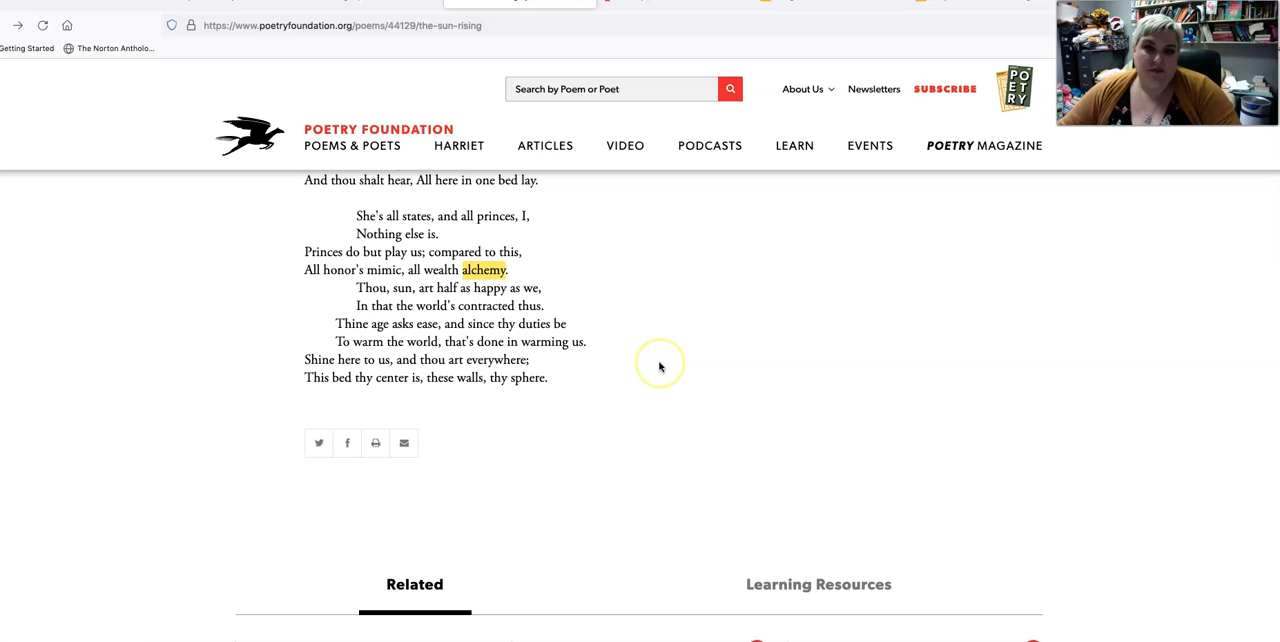 https://www.poetryfoundation.org/poems/44129/the-sun-rising
Getting Started
The Norton Antholo...
Search by Poem or Poet
About Us
Newsletters
SUBSCRIBE
PO
ET
RY
POETRY FOUNDATION
POEMS & POETS
HARRIET
ARTICLES
VIDEO
PODCASTS
LEARN
EVENTS
POETRY MAGAZINE
And thou shalt hear, All here in one bed lay.
She's all states, and all princes, I,
Nothing else is.
Princes do but play us; compared to this,
All honor's mimic, all wealth alchemy.
Thou, sun, art half as happy as we,
In that the world's contracted thus.
Thine age asks ease, and since thy duties be
To warm the world, that's done in warming us.
Shine here to us, and thou art everywhere;
This bed thy center is, these walls, thy sphere.
Related
Learning Resources